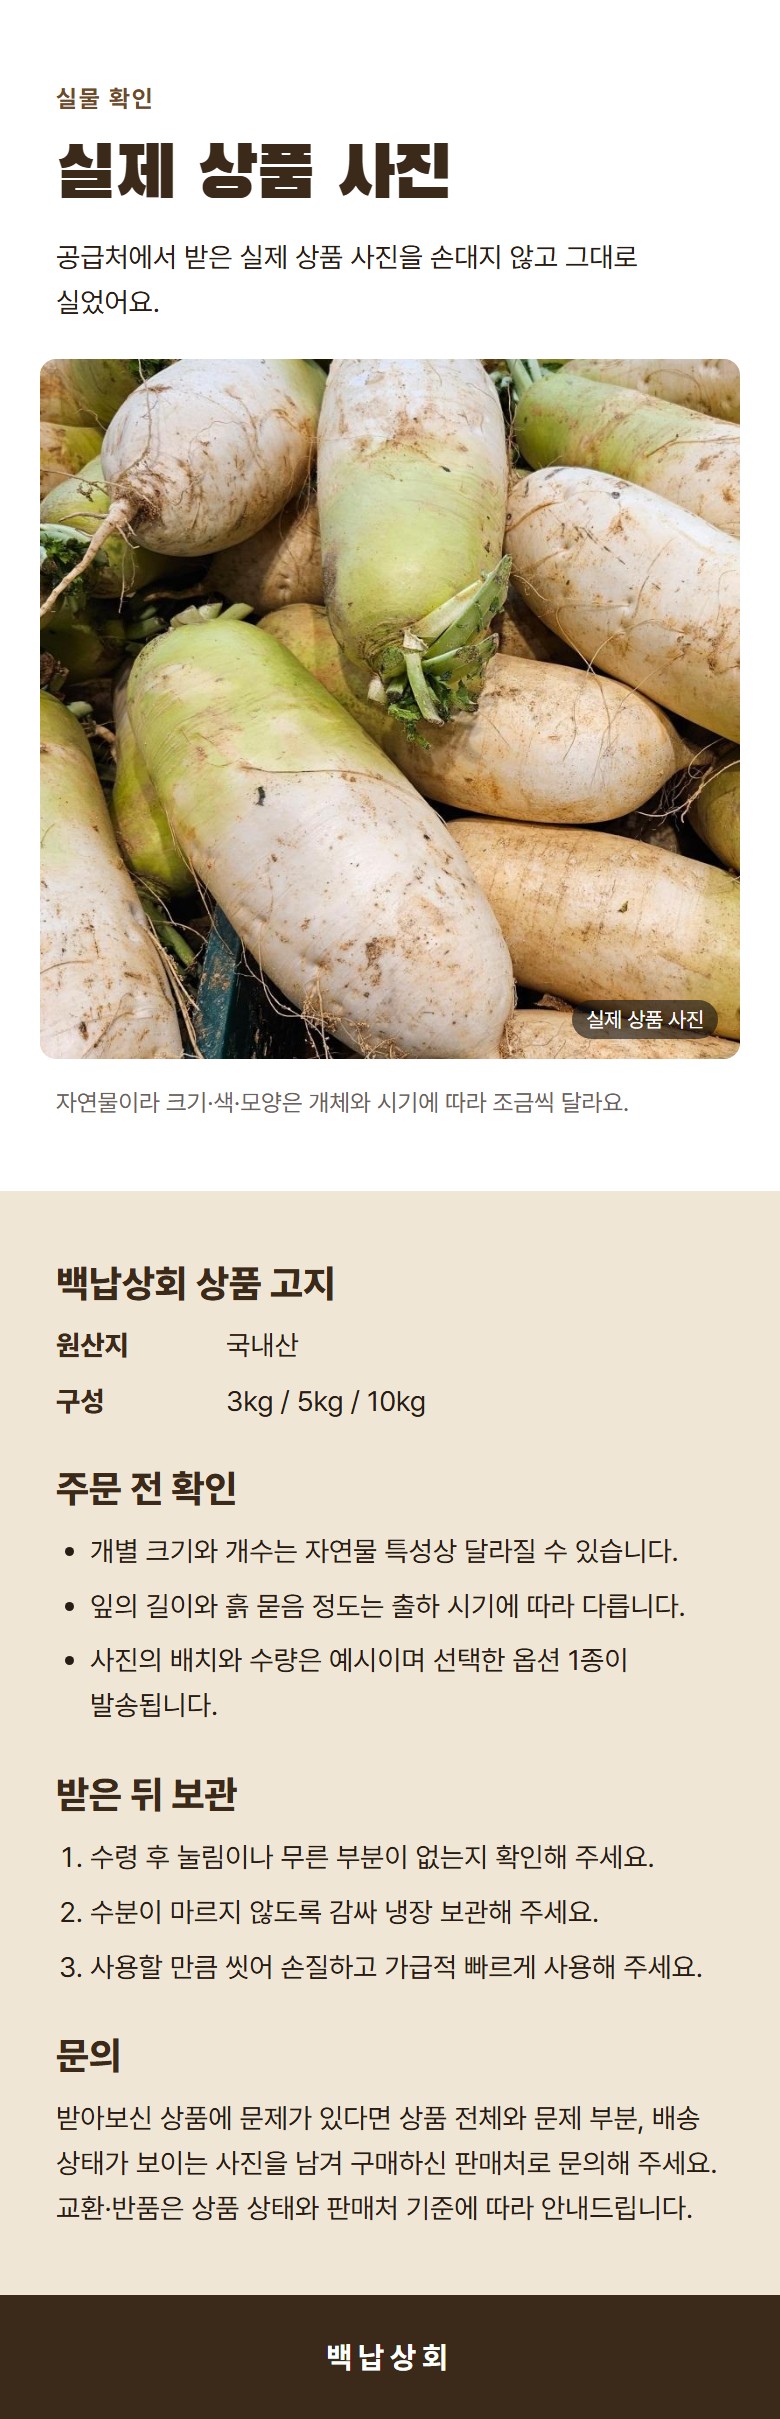 실물 확인
실제 상품 사진
공급처에서 받은 실제 상품 사진을 손대지 않고 그대로
실었어요.
실제 상품 사진
자연물이라 크기·색·모양은 개체와 시기에 따라 조금씩 달라요.
백납상회 상품 고지
원산지 국내산
구성 3kg / 5kg / 10kg
주문 전 확인
• 개별 크기와 개수는 자연물 특성상 달라질 수 있습니다.
• 잎의 길이와 흙 묻음 정도는 출하 시기에 따라 다릅니다.
• 사진의 배치와 수량은 예시이며 선택한 옵션 1종이
발송됩니다.
받은 뒤 보관
1. 수령 후 눌림이나 무른 부분이 없는지 확인해 주세요.
2. 수분이 마르지 않도록 감싸 냉장 보관해 주세요.
3. 사용할 만큼 씻어 손질하고 가급적 빠르게 사용해 주세요.
문의
받아보신 상품에 문제가 있다면 상품 전체와 문제 부분, 배송
상태가 보이는 사진을 남겨 구매하신 판매처로 문의해 주세요.
교환·반품은 상품 상태와 판매처 기준에 따라 안내드립니다.
백납상회